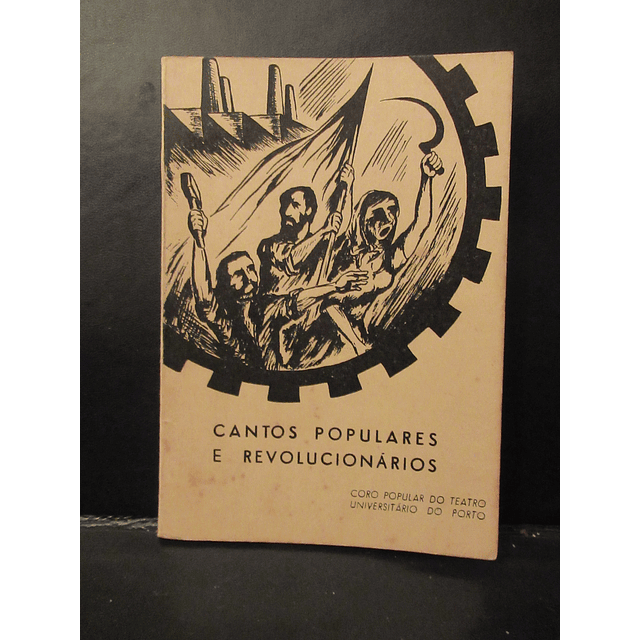 CANTOS POPULARES
E REVOLUCIONÁRIOS
CORO POPULAR DO TEATRO
UNIVERSITÁRIO DO PORTO